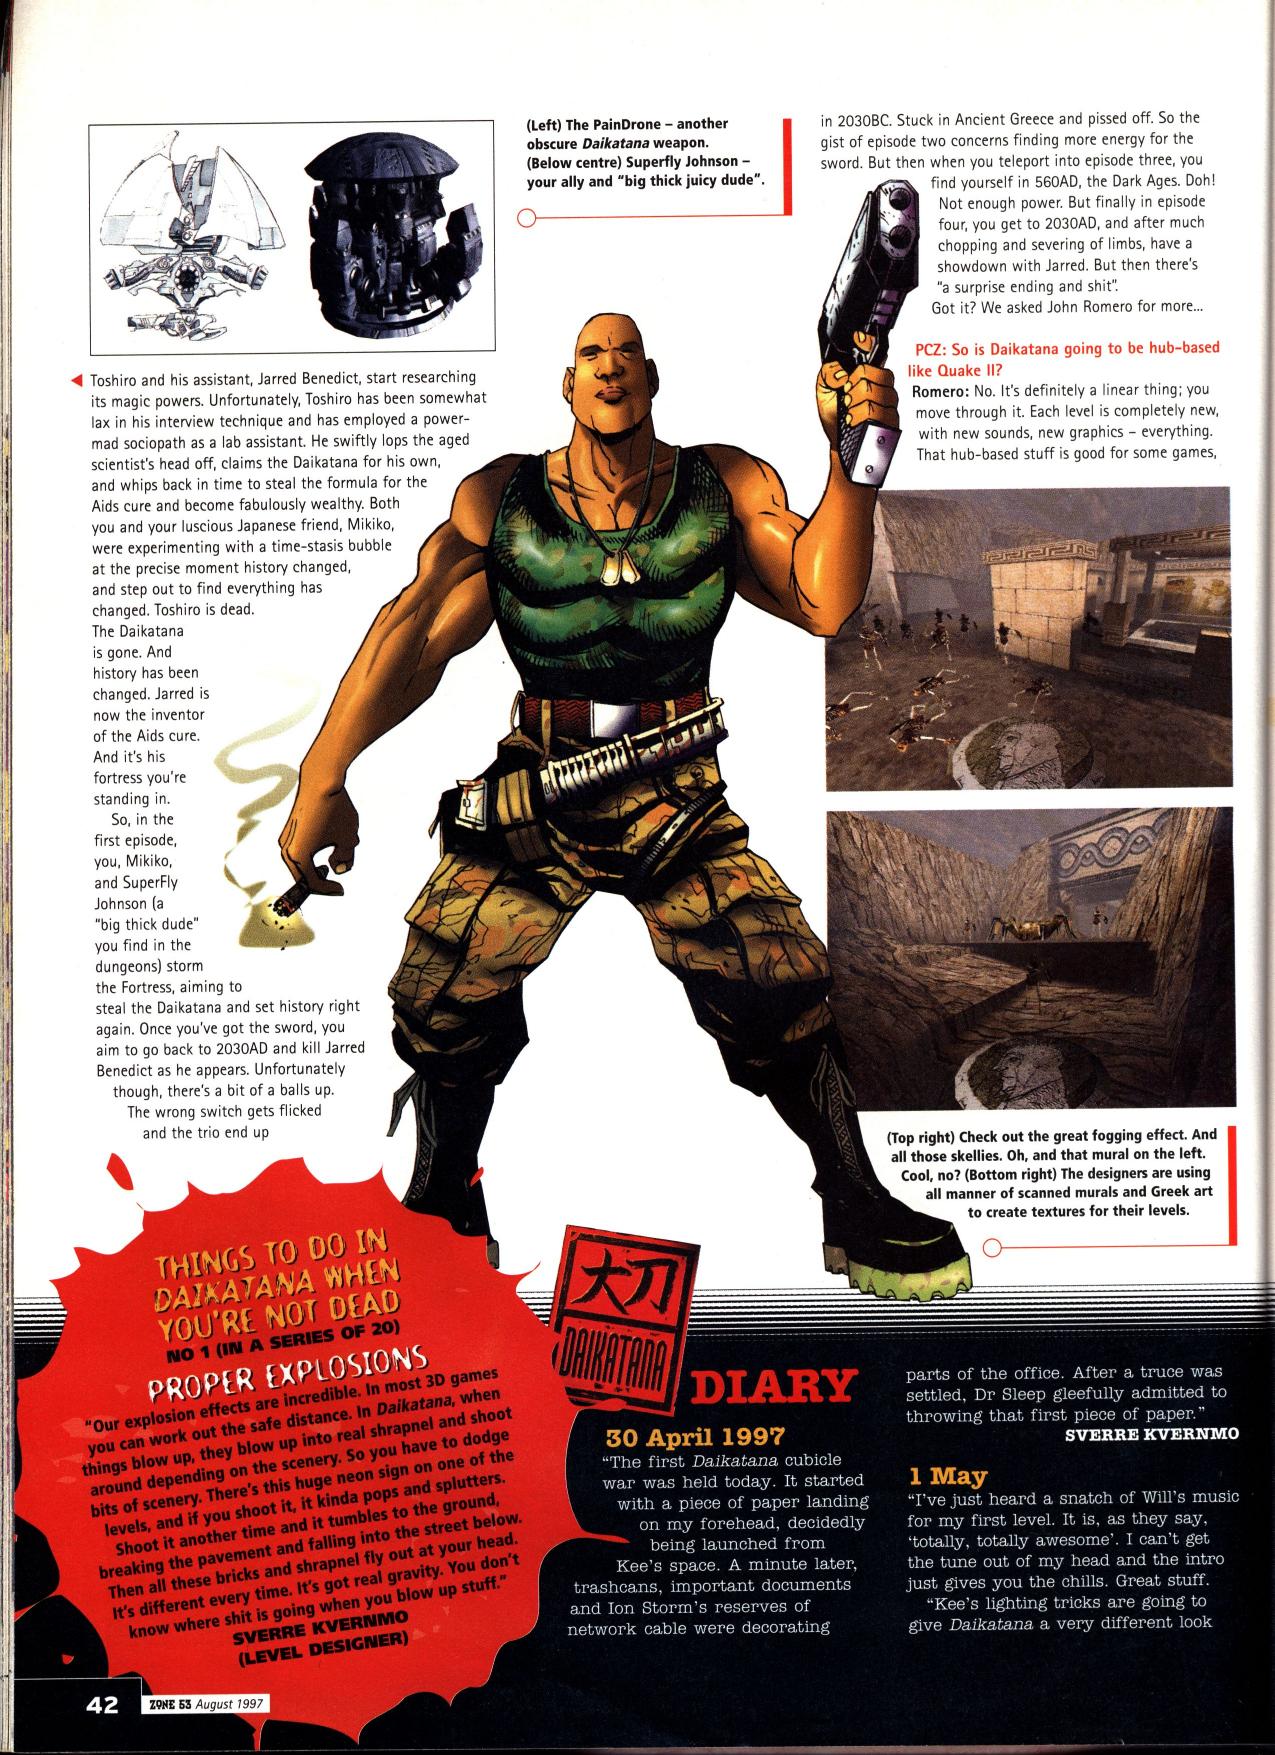 (Left) The PainDrone – another
obscure Daikatana weapon.
(Below centre) Superfly Johnson –
your ally and “big thick juicy dude”.
Toshiro and his assistant, Jarred Benedict, start researching
its magic powers. Unfortunately, Toshiro has been somewhat
lax in his interview technique and has employed a power-
mad sociopath as a lab assistant. He swiftly lops the aged
scientist's head off, claims the Daikatana for his own,
and whips back in time to steal the formula for the
Aids cure and become fabulously wealthy. Both
you and your luscious Japanese friend, Mikiko,
were experimenting with a time-stasis bubble
at the precise moment history changed,
and step out to find everything has
changed. Toshiro is dead.
The Daikatana
is gone. And
history has been
changed. Jarred is
now the inventor
of the Aids cure.
And it's his
fortress you're
standing in.
So, in the
first episode,
you, Mikiko,
and SuperFly
Johnson (a
“big thick dude”
you find in the
dungeons) storm
the Fortress, aiming to
steal the Daikatana and set history right
again. Once you've got the sword, you
aim to go back to 2030AD and kill Jarred
Benedict as he appears. Unfortunately
though, there's a bit of a balls up.
The wrong switch gets flicked
and the trio end up
in 2030BC. Stuck in Ancient Greece and pissed off. So the
gist of episode two concerns finding more energy for the
sword. But then when you teleport into episode three, you
find yourself in 560AD, the Dark Ages. Doh!
Not enough power. But finally in episode
four, you get to 2030AD, and after much
chopping and severing of limbs, have a
showdown with Jarred. But then there's
“a surprise ending and shit”.
Got it? We asked John Romero for more...
PCZ: So is Daikatana going to be hub-based
like Quake II?
Romero: No. It's definitely a linear thing; you
move through it. Each level is completely new,
with new sounds, new graphics – everything.
That hub-based stuff is good for some games,
(Top right) Check out the great fogging effect. And
all those skellies. Oh, and that mural on the left.
Cool, no? (Bottom right) The designers are using
all manner of scanned murals and Greek art
to create textures for their levels.
THINGS TO DO IN
DAIKATANA WHEN
YOU'RE NOT DEAD
NO 1 (IN A SERIES OF 20)
PROPER EXPLOSIONS
“Our explosion effects are incredible. In most 3D games
you can work out the safe distance. In Daikatana, when
things blow up, they blow up into real shrapnel and shoot
around depending on the scenery. So you have to dodge
bits of scenery. There's this huge neon sign on one of the
levels, and if you shoot it, it kinda pops and splutters.
Shoot it another time and it tumbles to the ground,
breaking the pavement and falling into the street below.
Then all these bricks and shrapnel fly out at your head.
It's different every time. It's got real gravity. You don't
know where shit is going when you blow up stuff.”
SVERRE KVERNMO
(LEVEL DESIGNER)
大刀
DAIKATANA
DIARY
30 April 1997
“The first Daikatana cubicle
war was held today. It started
with a piece of paper landing
on my forehead, decidedly
being launched from
Kee's space. A minute later,
trashcans, important documents
and Ion Storm's reserves of
network cable were decorating
parts of the office. After a truce was
settled, Dr Sleep gleefully admitted to
throwing that first piece of paper.”
SVERRE KVERNMO
1 May
“I've just heard a snatch of Will's music
for my first level. It is, as they say,
‘totally, totally awesome’. I can't get
the tune out of my head and the intro
just gives you the chills. Great stuff.
“Kee's lighting tricks are going to
give Daikatana a very different look
42
ZONE 53 August 1997